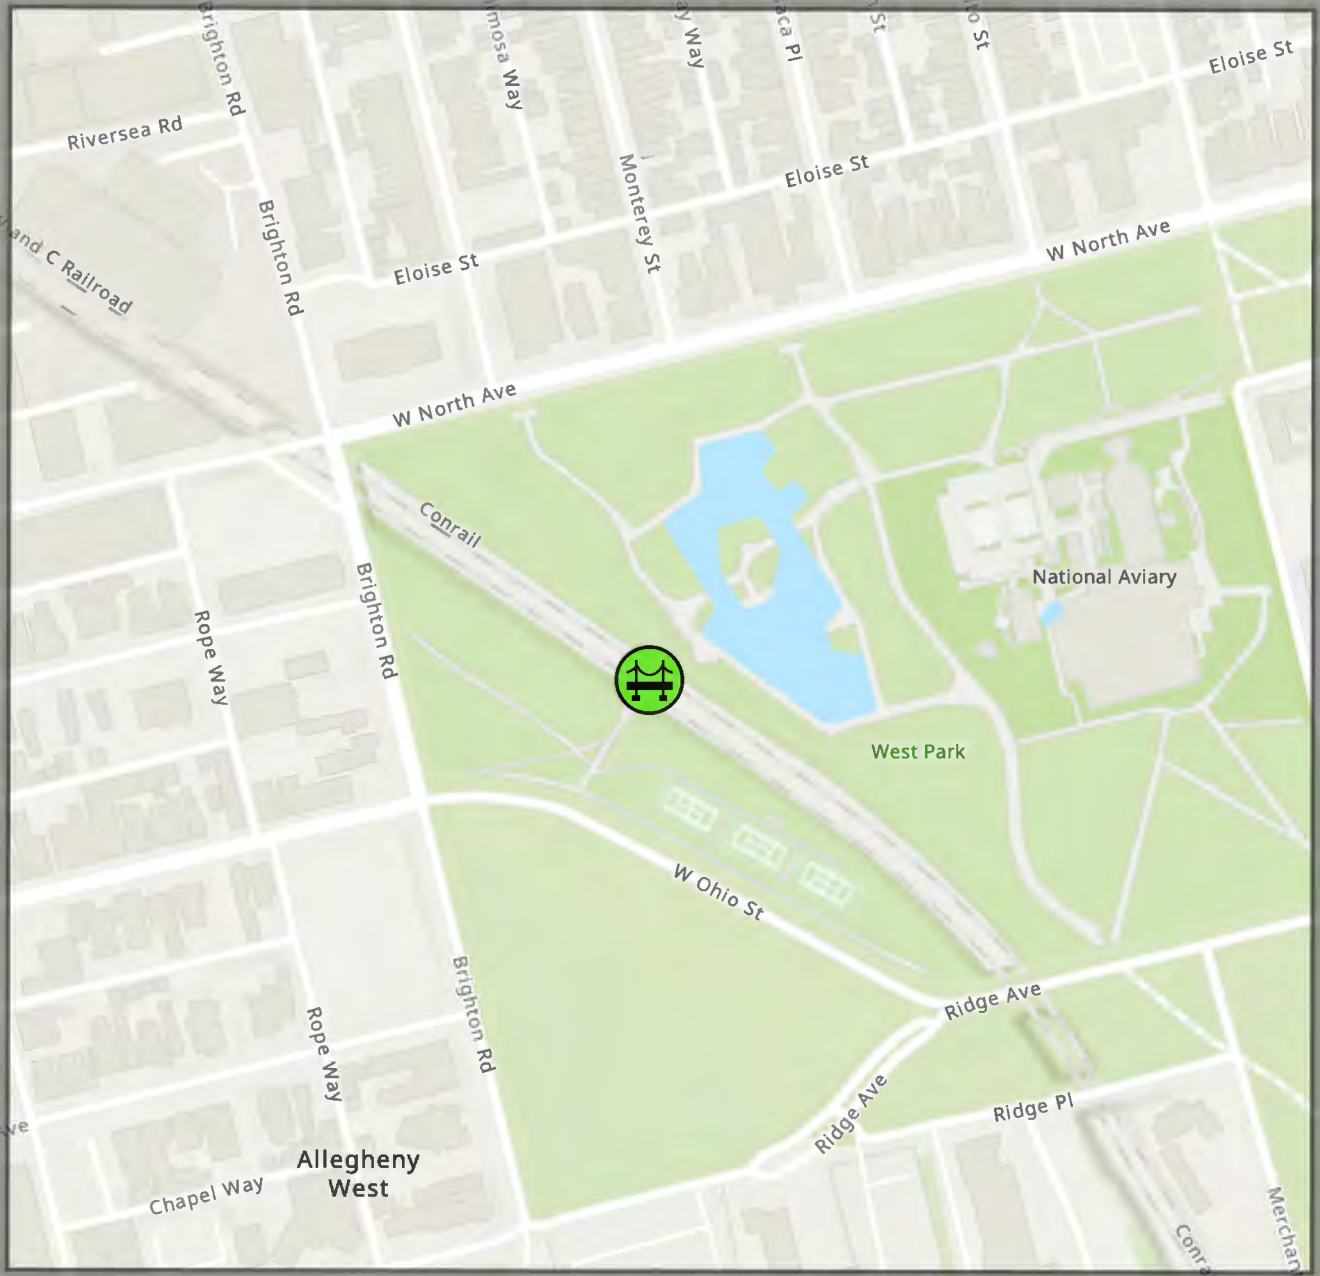 Brighton Rd
Eloise St
Riversea Rd
Eloise St
Monterey St
Brighton Rd
W North Ave
Eloise St
and C Railroad
W North Ave
Conrail
Brighton Rd
National Aviary
Rope Way
West Park
W Ohio St
Ridge Ave
Brighton Rd
Rope Way
Ridge Ave
Ridge Pl
Allegheny
West
Chapel Way